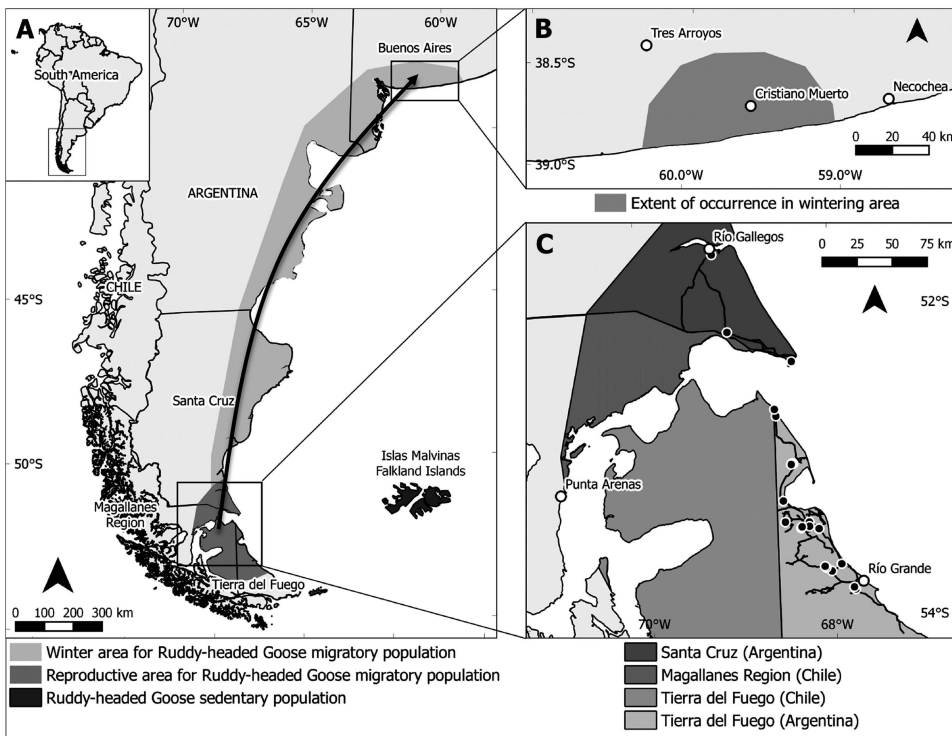 A
70°W
65°W
60°W
South America
Buenos Aires
ARGENTINA
CHILE
45°S
Santa Cruz
50°S
Islas Malvinas
Falkland Islands
Magallanes
Region
Tierra del Fuego
0 100 200 300 km
Winter area for Ruddy-headed Goose migratory population
Reproductive area for Ruddy-headed Goose migratory population
Ruddy-headed Goose sedentary population
B
Tres Arroyos
38.5°S
Cristiano Muerto
Necochea
0 20 40 km
39.0°S
60.0°W
59.0°W
Extent of occurrence in wintering area
C
Río Gallegos
0 25 50 75 km
52°S
Punta Arenas
Río Grande
70°W
68°W
54°S
Santa Cruz (Argentina)
Magallanes Region (Chile)
Tierra del Fuego (Chile)
Tierra del Fuego (Argentina)